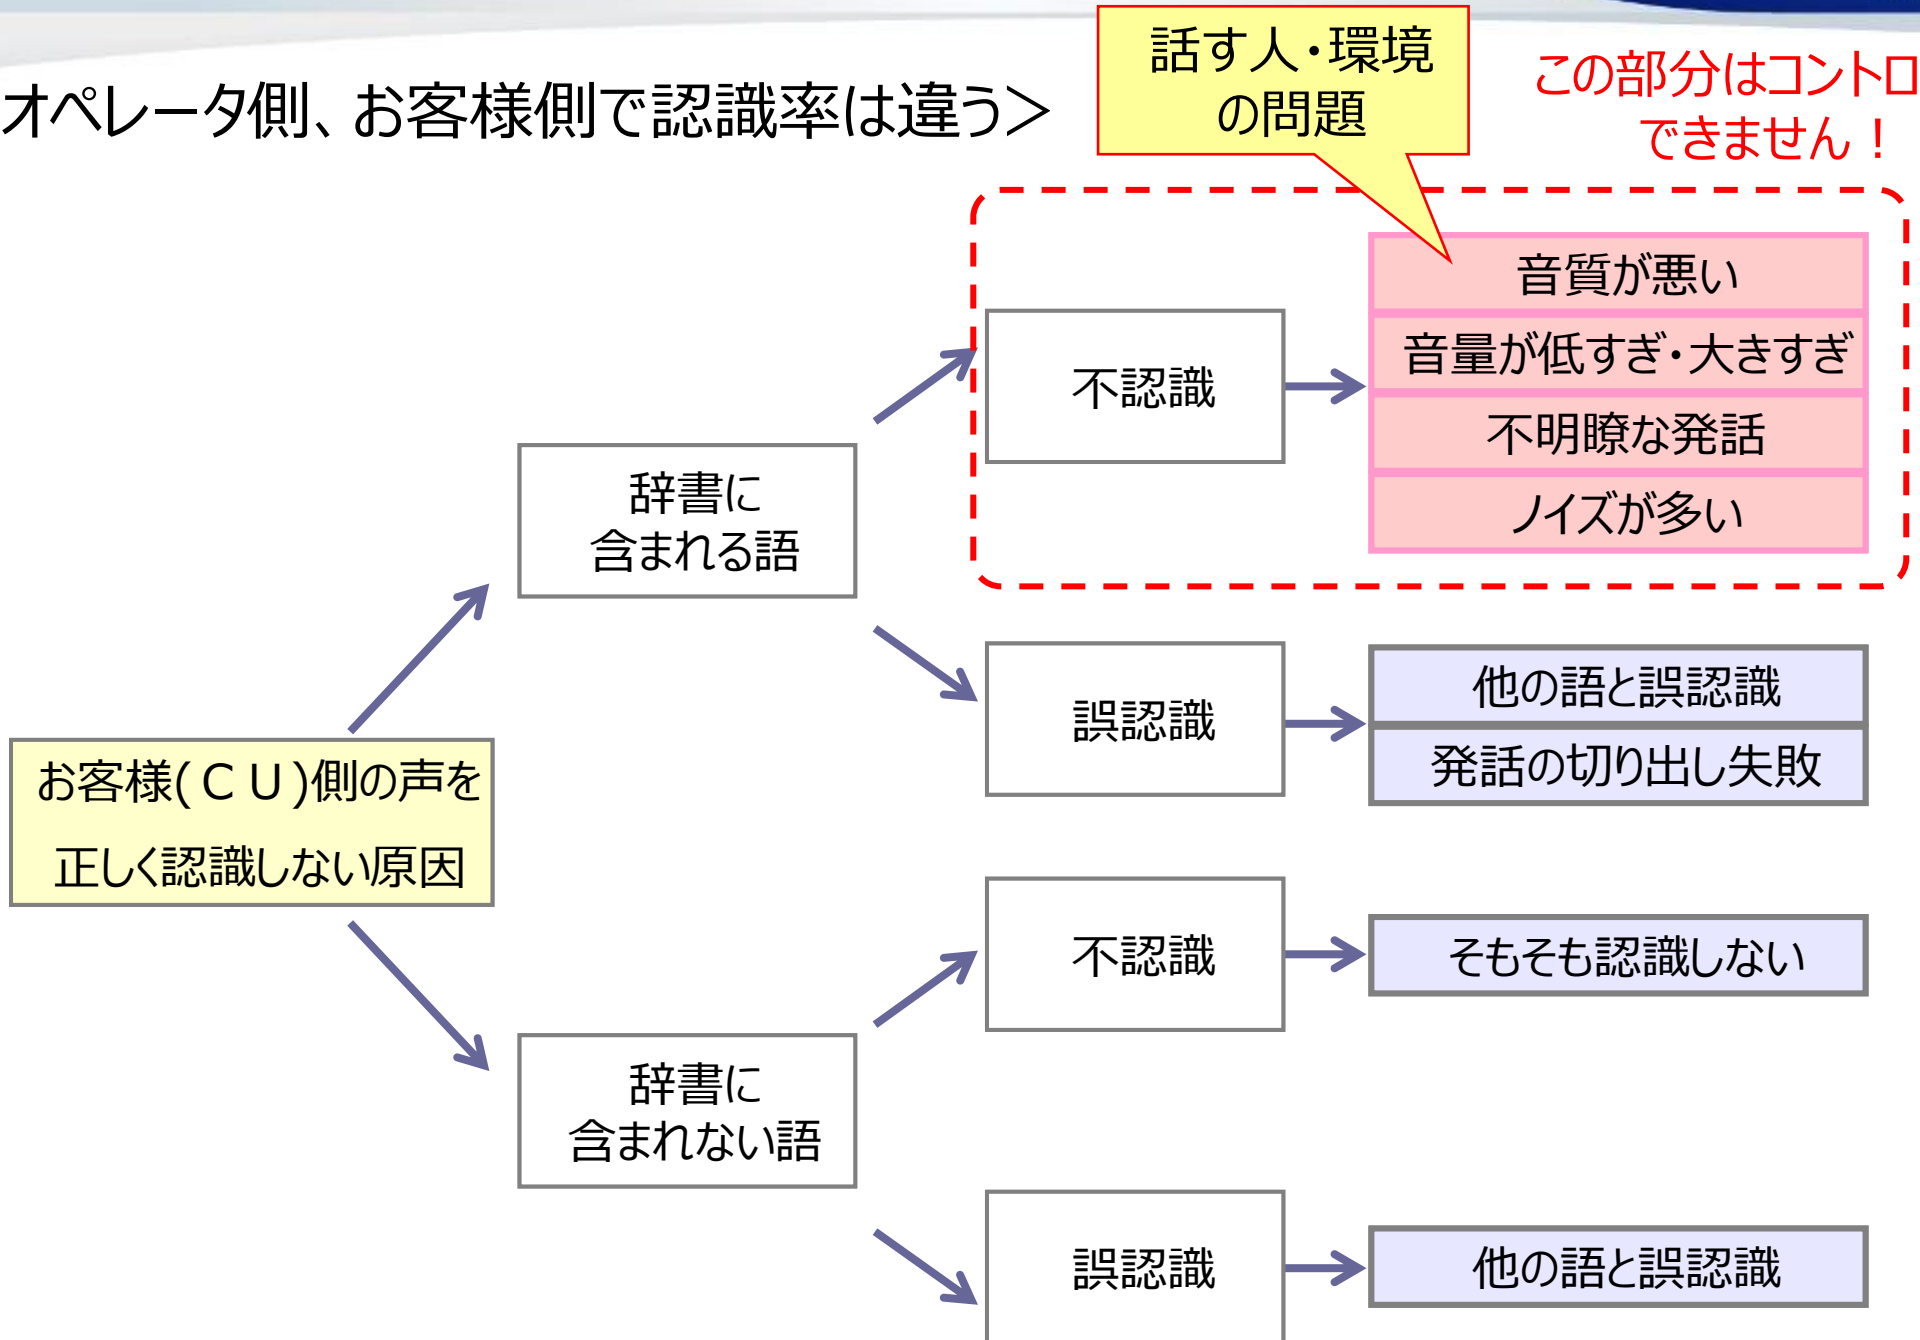 オペレータ側、お客様側で認識率は違う＞
話す人・環境
の問題
この部分はコントロ
できません！
音質が悪い
音量が低すぎ・大きすぎ
不明瞭な発話
ノイズが多い
不認識
辞書に
含まれる語
誤認識
他の語と誤認識
発話の切り出し失敗
お客様(ＣＵ)側の声を
正しく認識しない原因
不認識
そもそも認識しない
辞書に
含まれない語
誤認識
他の語と誤認識